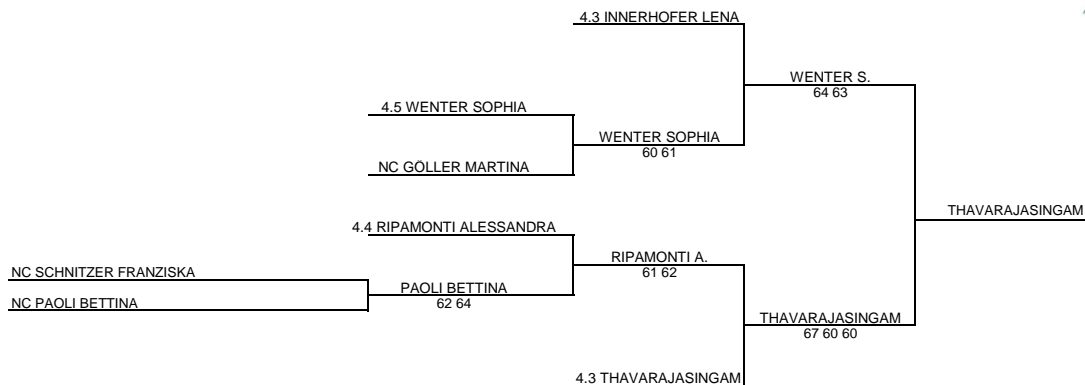 4.3 INNERHOFER LENA
WENTER S.
64 63
4.5 WENTER SOPHIA
WENTER SOPHIA
60 61
NC GÖLLER MARTINA
THAVARAJASINGAM
4.4 RIPAMONTI ALESSANDRA
RIPAMONTI A.
61 62
NC SCHNITZER FRANZISKA
PAOLI BETTINA
62 64
NC PAOLI BETTINA
THAVARAJASINGAM
67 60 60
4.3 THAVARAJASINGAM